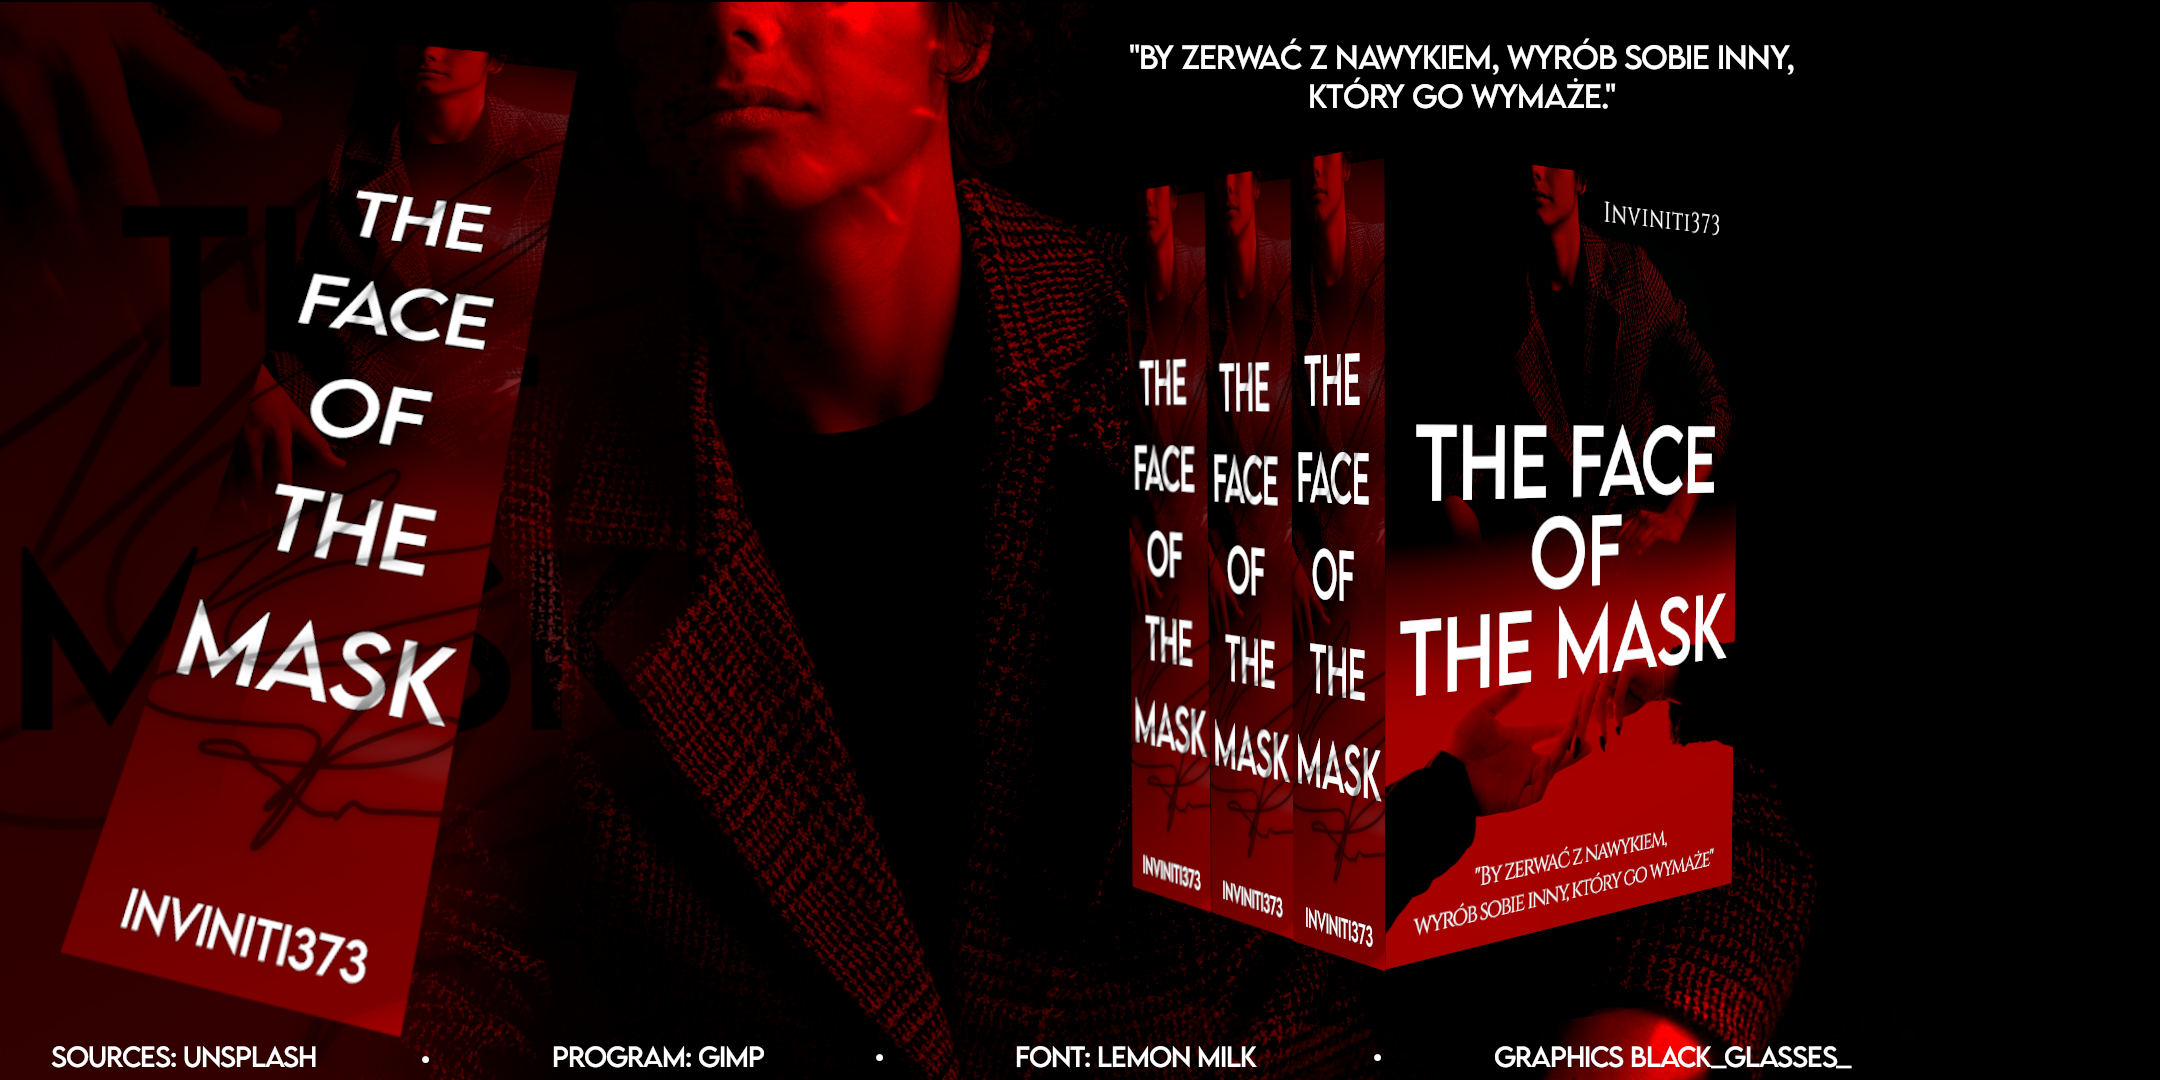 "BY ZERWAĆ Z NAWYKIEM, WYRÓB SOBIE INNY,
KTÓRY GO WYMAŻE."
THE
FACE
OF
THE
MASK
INVINITI373
THE
FACE
OF
THE
MASK
INVINITI373
THE
FACE
OF
THE
MASK
INVINITI373
THE
FACE
OF
THE
MASK
INVINITI373
INVINITI373
THE FACE
OF
THE MASK
"BY ZERWAĆ Z NAWYKIEM,
WYRÓB SOBIE INNY, KTÓRY GO WYMAŻE"
SOURCES: UNSPLASH • PROGRAM: GIMP • FONT: LEMON MILK • GRAPHICS BLACK_GLASSES_